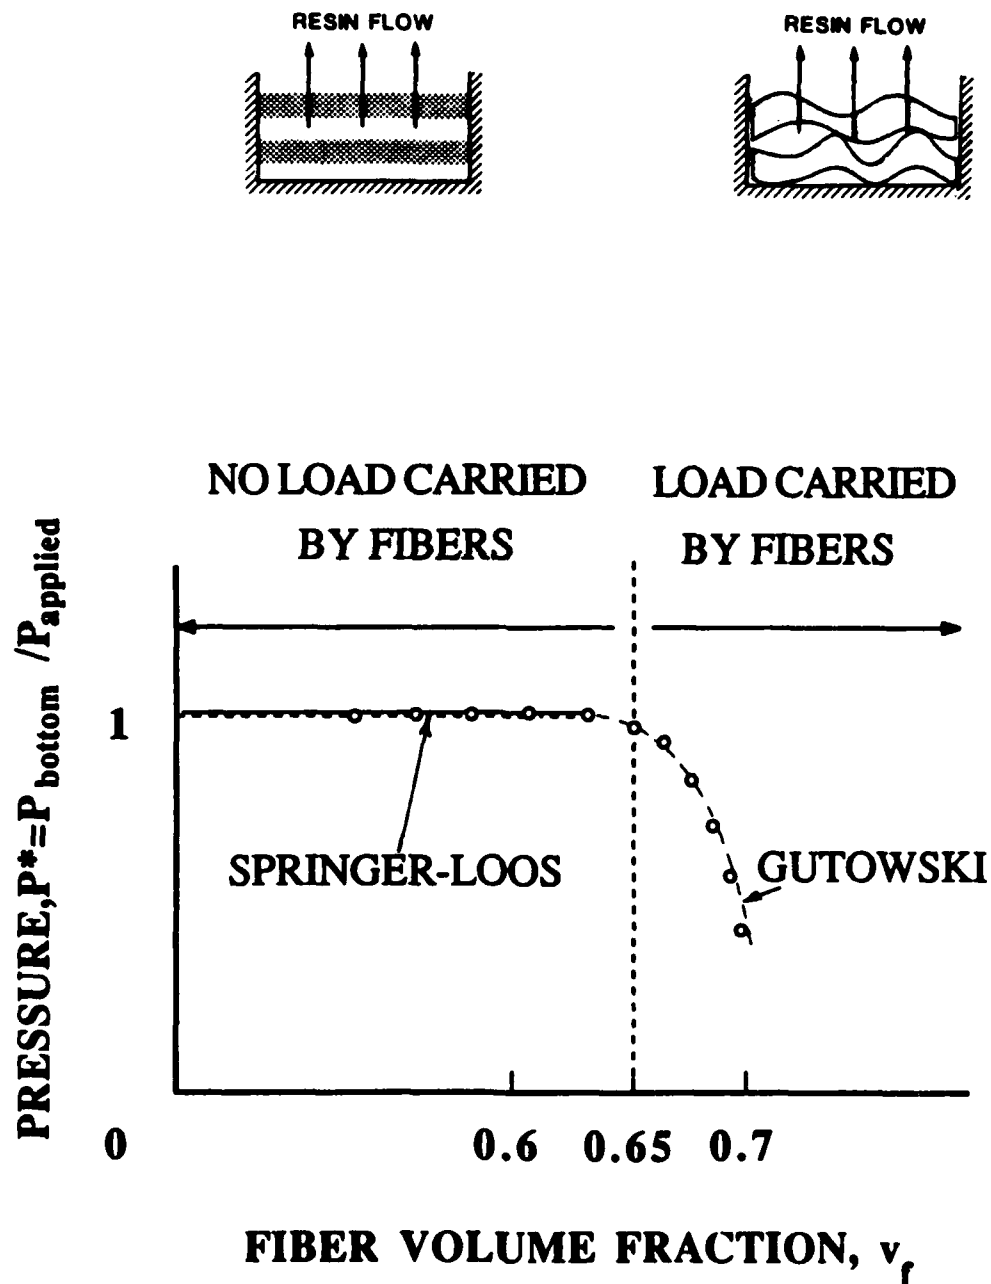 RESIN FLOW
RESIN FLOW
NO LOAD CARRIED
BY FIBERS
LOAD CARRIED
BY FIBERS
PRESSURE,P*=P_bottom /P_applied
1
SPRINGER-LOOS
GUTOWSKI
0
0.6
0.65
0.7
FIBER VOLUME FRACTION, v_f